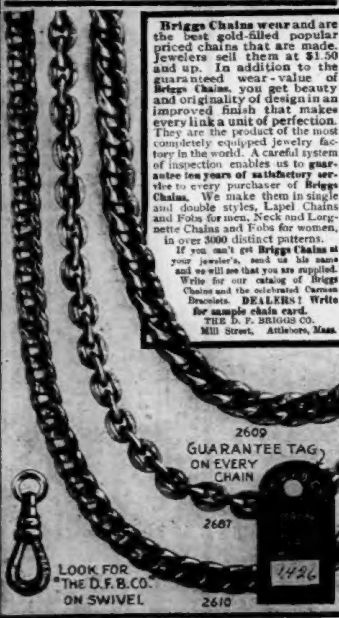 Briggs Chains wear and are
the best gold-filled popular
priced chains that are made.
Jewelers sell them at $1.50
and up. In addition to the
guaranteed wear-value of
Briggs Chains, you get beauty
and originality of design in an
improved finish that makes
every link a unit of perfection.
They are the product of the most
completely equipped jewelry fac-
tory in the world. A careful system
of inspection enables us to guar-
antee ten years of satisfactory ser-
vice to every purchaser of Briggs
Chains. We make them in single
and double styles, Lapel Chains
and Fobs for men, Neck and Lorg-
nette Chains and Fobs for women,
in over 3000 distinct patterns.
If you can't get Briggs Chains at
your jeweler's, send us his name
and we will see that you are supplied.
Write for our catalog of Briggs
Chains and the celebrated Carmen
Bracelets. DEALERS! Write
for sample chain card.
THE D. F. BRIGGS CO.
Mill Street, Attleboro, Mass.
2609
GUARANTEE TAG
ON EVERY
CHAIN
2687
1426
LOOK FOR
"THE D.F.B.CO."
ON SWIVEL
2610